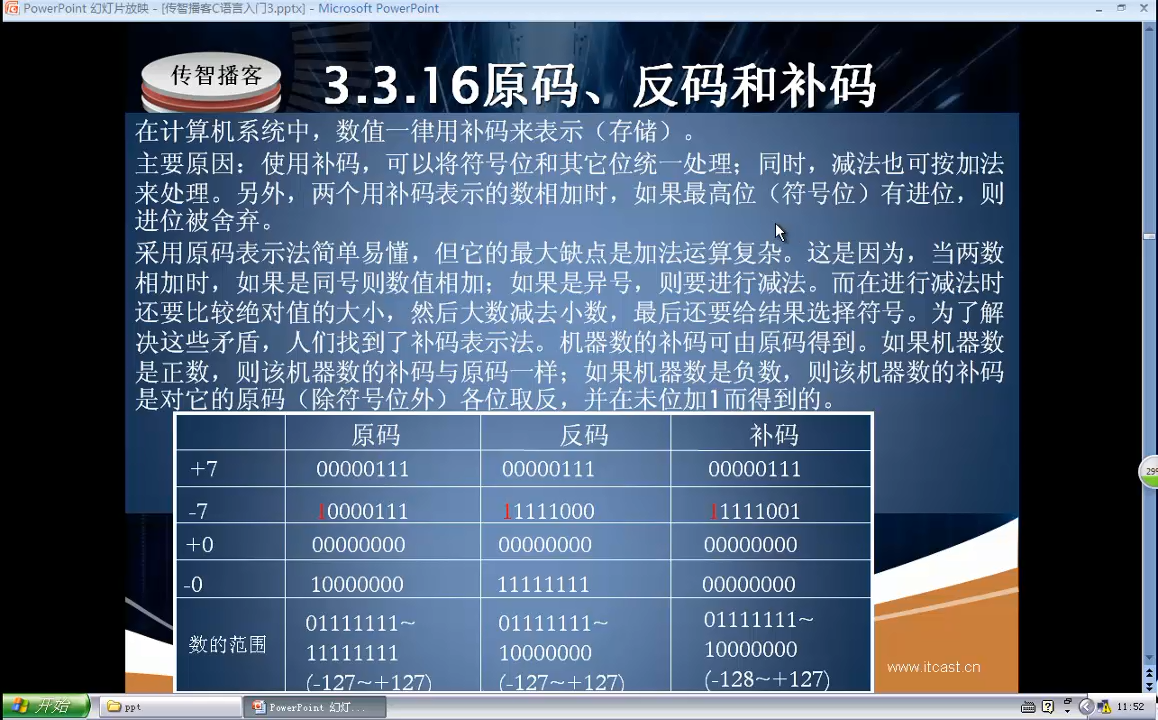 PowerPoint 幻灯片放映 - [传智播客C语言入门3.pptx] - Microsoft PowerPoint
传智播客
3.3.16原码、反码和补码
在计算机系统中，数值一律用补码来表示（存储）。
主要原因：使用补码，可以将符号位和其它位统一处理；同时，减法也可按加法
来处理。另外，两个用补码表示的数相加时，如果最高位（符号位）有进位，则
进位被舍弃。
采用原码表示法简单易懂，但它的最大缺点是加法运算复杂。这是因为，当两数
相加时，如果是同号则数值相加；如果是异号，则要进行减法。而在进行减法时
还要比较绝对值的大小，然后大数减去小数，最后还要给结果选择符号。为了解
决这些矛盾，人们找到了补码表示法。机器数的补码可由原码得到。如果机器数
是正数，则该机器数的补码与原码一样；如果机器数是负数，则该机器数的补码
是对它的原码（除符号位外）各位取反，并在未位加1而得到的。
原码 反码 补码
+7 00000111 00000111 00000111
-7 10000111 11111000 11111001
+0 00000000 00000000 00000000
-0 10000000 11111111 00000000
数的范围
01111111~ 01111111~ 01111111~
11111111 10000000 10000000
(-127~+127) (-127~+127) (-128~+127)
www.itcast.cn
开始 ppt PowerPoint 幻灯... 11:52